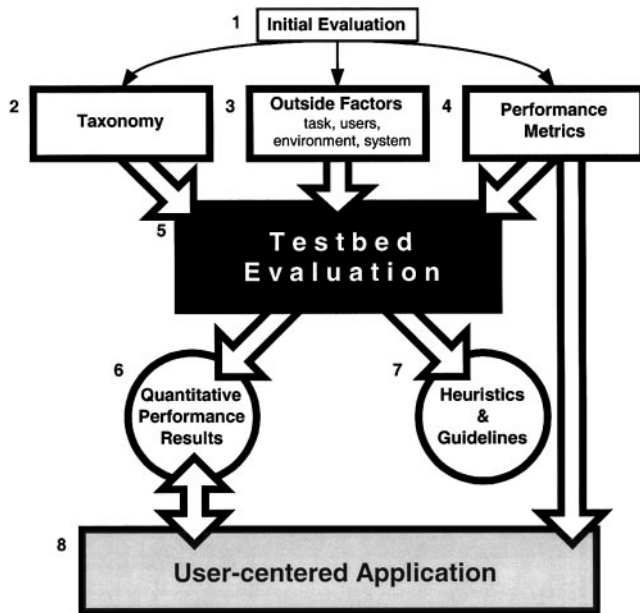 1 Initial Evaluation
2 Taxonomy
3 Outside Factors
task, users,
environment, system
4 Performance
Metrics
5 Testbed
Evaluation
6 Quantitative
Performance
Results
7 Heuristics
&
Guidelines
8 User-centered Application